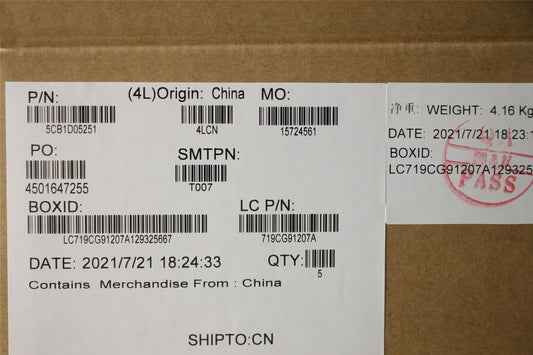 P/N: (4L)Origin: China MO:
5CB1D05251 4LCN 15724561
PO: SMTPN:
4501647255 T007
BOXID: LC P/N:
LC719CG91207A129325667 719CG91207A
DATE: 2021/7/21 18:24:33 QTY:
5
Contains Merchandise From : China
SHIPTO:CN
净重: WEIGHT: 4.16 Kg
DATE: 2021/7/21 18:23:1
BOXID:
LC719CG91207A1293256
PASS